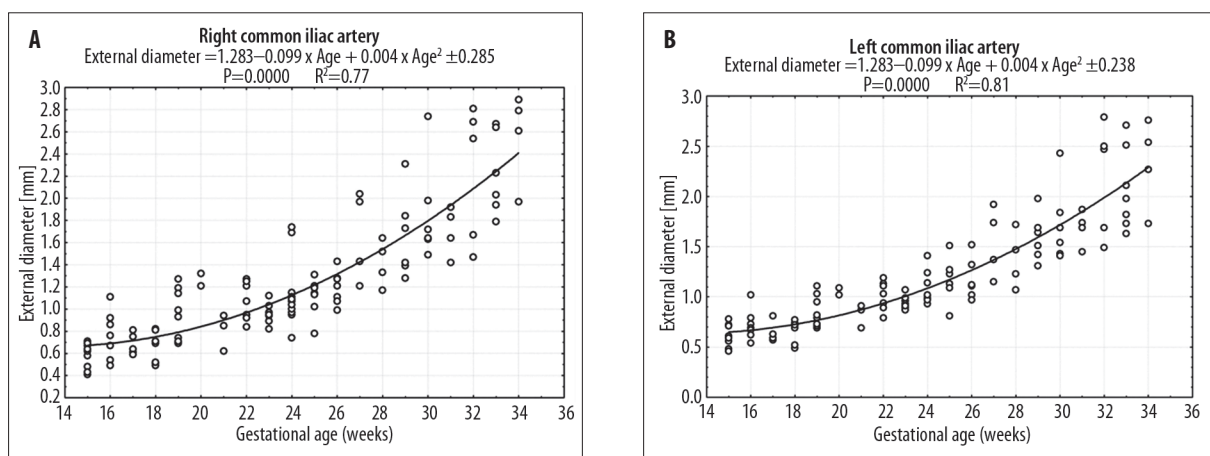 A
Right common iliac artery
External diameter =1.283–0.099 x Age + 0.004 x Age² ±0.285
P=0.0000 R²=0.77
3.0
2.8
2.6
2.4
2.2
2.0
1.8
1.6
1.4
1.2
1.0
0.8
0.6
0.4
0.2
External diameter [mm]
14 16 18 20 22 24 26 28 30 32 34 36
Gestational age (weeks)
B
Left common iliac artery
External diameter =1.283–0.099 x Age + 0.004 x Age² ±0.238
P=0.0000 R²=0.81
3.0
2.5
2.0
1.5
1.0
0.5
0.0
External diameter [mm]
14 16 18 20 22 24 26 28 30 32 34 36
Gestational age (weeks)